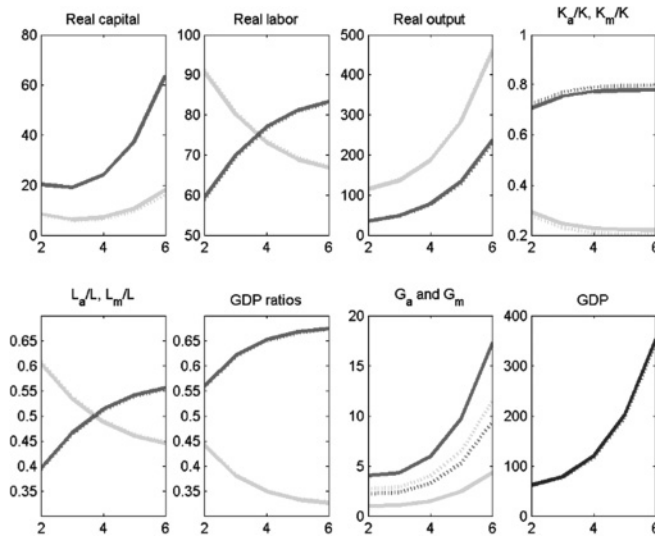 Real capital Real labor Real output K_a/K, K_m/K
80 100 500 1
60 90 400 0.8
40 80 300 0.6
20 70 200 0.4
0 60 100 0.2
50 0
2 4 6 2 4 6 2 4 6 2 4 6
L_a/L, L_m/L GDP ratios G_a and G_m GDP
0.65 0.65 20 400
0.6 0.6 15 300
0.55 0.55 10 200
0.5 0.5 5 100
0.45 0.45 0 0
0.4 0.4
0.35 0.35
2 4 6 2 4 6 2 4 6 2 4 6